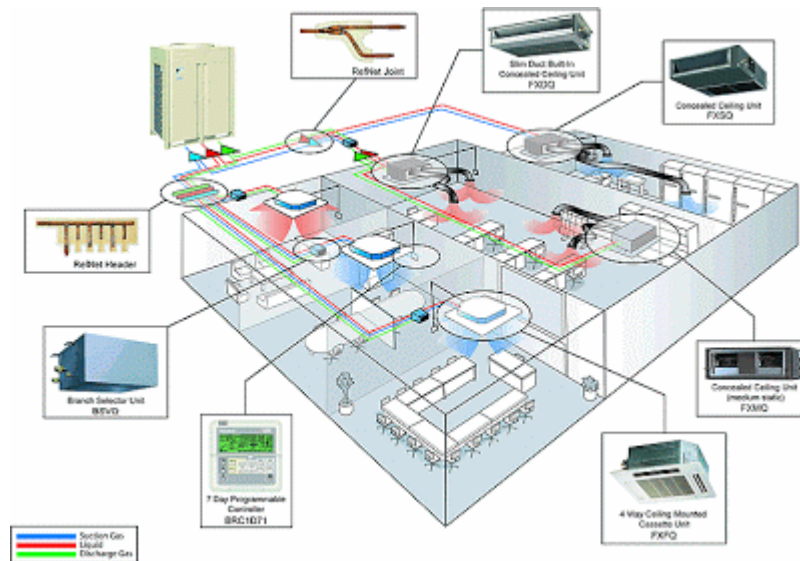 RefNet Joint
Slim Duct Built-In
Concealed Ceiling Unit
FXDQ
Concealed Ceiling Unit
FXSQ
RefNet Header
Branch Selector Unit
BSVQ
7 Day Programmable
Controller
BRC1D71
Concealed Ceiling Unit
(medium static)
FXMQ
4 Way Ceiling Mounted
Cassette Unit
FXFQ
Suction Gas
Liquid
Discharge Gas